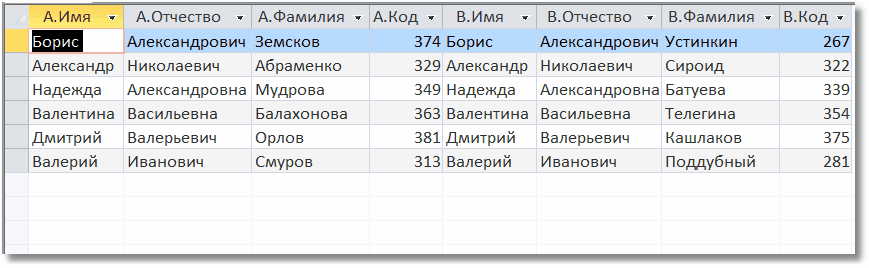 А.Имя А.Отчество А.Фамилия А.Код В.Имя В.Отчество В.Фамилия В.Код
Борис Александрович Земсков 374 Борис Александрович Устинкин 267
Александр Николаевич Абраменко 329 Александр Николаевич Сироид 322
Надежда Александровна Мудрова 349 Надежда Александровна Батуева 339
Валентина Васильевна Балахонова 363 Валентина Васильевна Телегина 354
Дмитрий Валерьевич Орлов 381 Дмитрий Валерьевич Кашлаков 375
Валерий Иванович Смуров 313 Валерий Иванович Поддубный 281